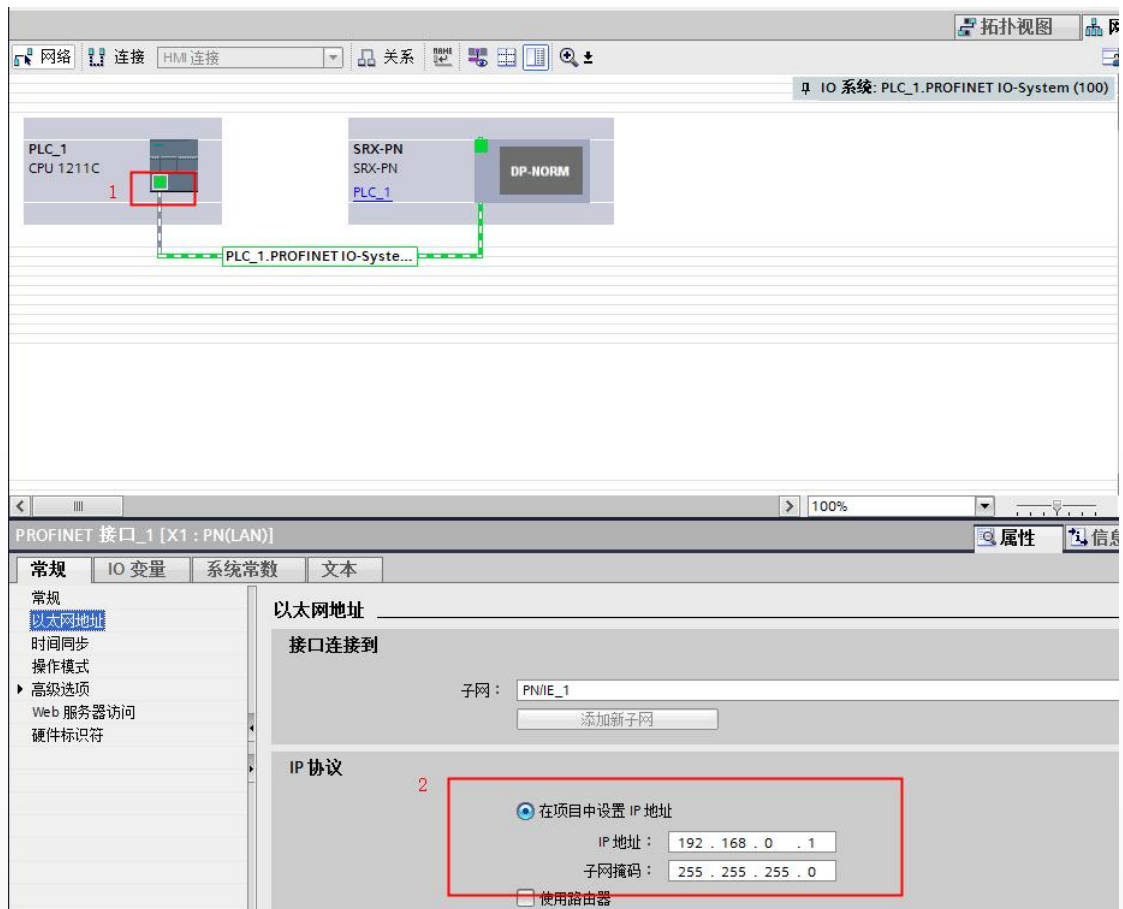 拓扑视图
网络 连接 HMI 连接 关系
IO 系统: PLC_1.PROFINET IO-System (100)
PLC_1
CPU 1211C
1
SRX-PN
SRX-PN
PLC_1
DP-NORM
PLC_1.PROFINET IO-Syste...
100%
PROFINET 接口_1 [X1 : PN(LAN)]
属性 信息
常规 IO 变量 系统常数 文本
常规
以太网地址
时间同步
操作模式
高级选项
Web 服务器访问
硬件标识符
以太网地址
接口连接到
子网： PN/IE_1
添加新子网
IP 协议
2
在项目中设置 IP 地址
IP 地址： 192 . 168 . 0 . 1
子网掩码： 255 . 255 . 255 . 0
使用路由器